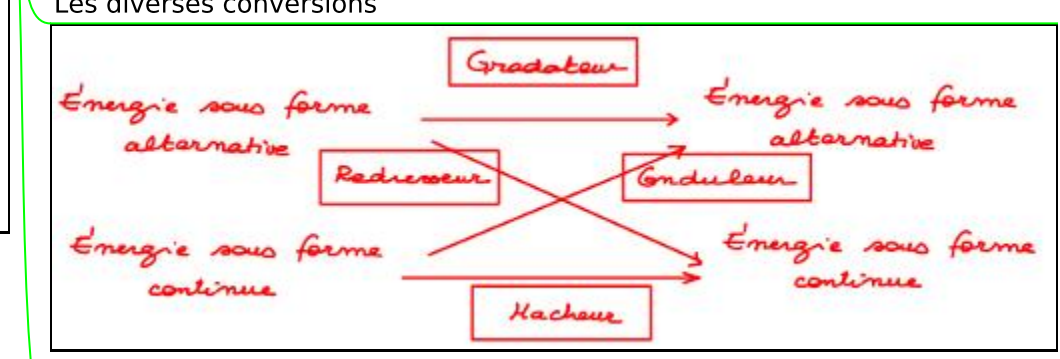 Les diverses conversions
Gradateur
Énergie sous forme
alternative
Énergie sous forme
alternative
Redresseur
Onduleur
Énergie sous forme
continue
Énergie sous forme
continue
Hacheur